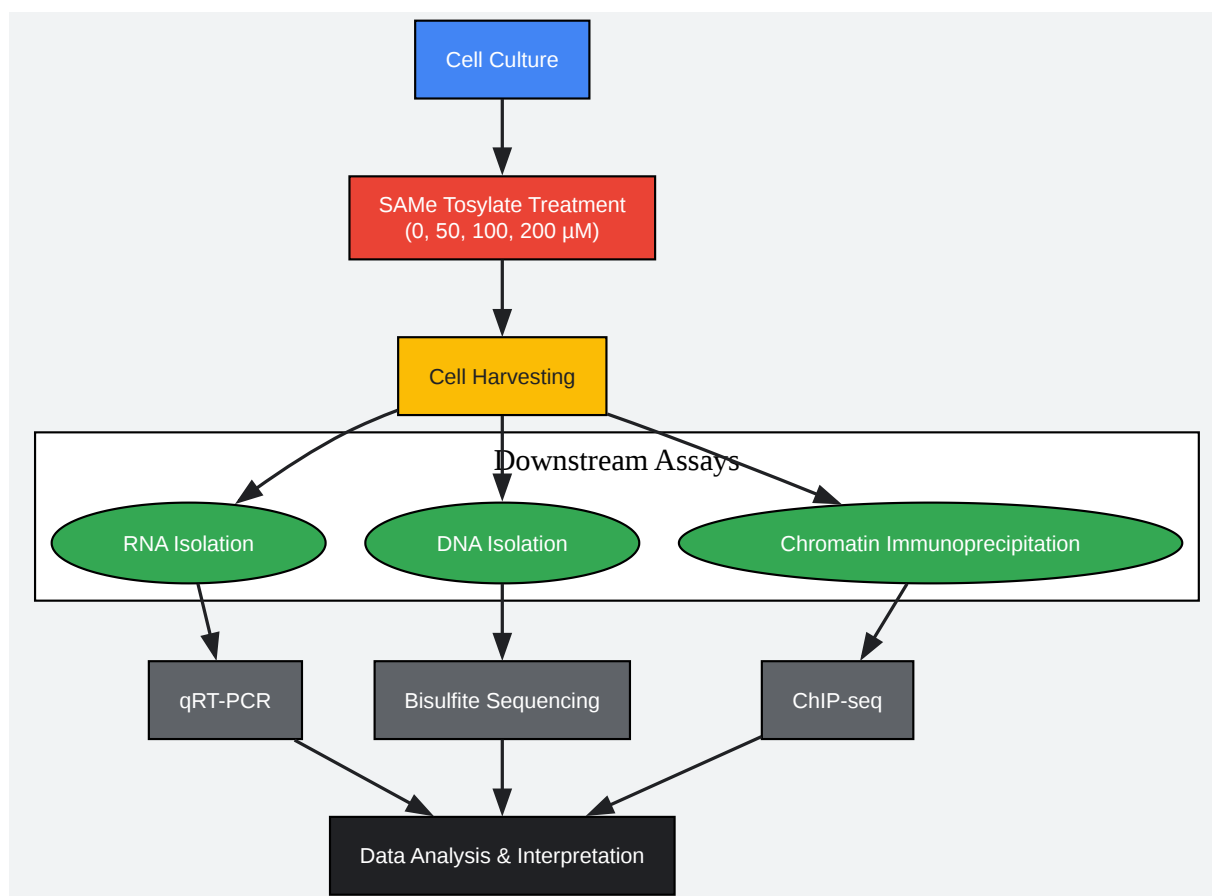 Cell Culture
SAMe Tosylate Treatment
(0, 50, 100, 200 µM)
Cell Harvesting
Downstream Assays
RNA Isolation
DNA Isolation
Chromatin Immunoprecipitation
qRT-PCR
Bisulfite Sequencing
ChIP-seq
Data Analysis & Interpretation